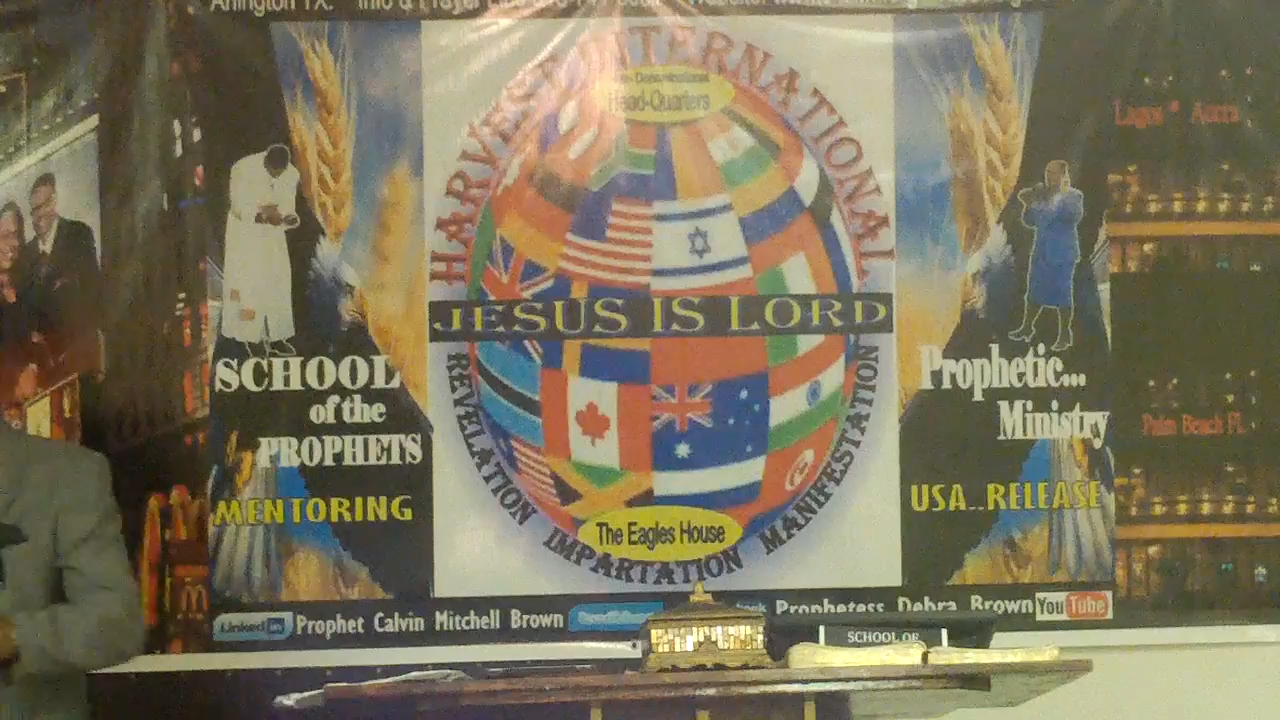 Arlington TX.
HARVEST INTERNATIONAL
Head-Quarters
Lagos * Accra
JESUS IS LORD
SCHOOL
of the
PROPHETS
MENTORING
Prophetic...
Ministry
USA..RELEASE
Palm Beach FL
REVELATION IMPARTATION MANIFESTATION
The Eagles House
Linked in Prophet Calvin Mitchell Brown
Prophetess Debra Brown YouTube
SCHOOL OF